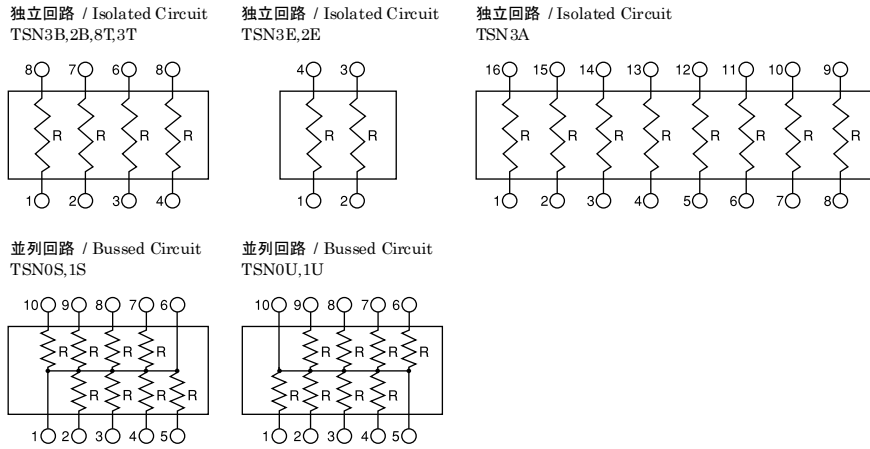 独立回路 / Isolated Circuit
TSN3B,2B,8T,3T
8 7 6 8
R R R R
1 2 3 4
独立回路 / Isolated Circuit
TSN3E,2E
4 3
R R
1 2
独立回路 / Isolated Circuit
TSN3A
16 15 14 13 12 11 10 9
R R R R R R R R
1 2 3 4 5 6 7 8
並列回路 / Bussed Circuit
TSN0S,1S
10 9 8 7 6
R R R R
R R R R
1 2 3 4 5
並列回路 / Bussed Circuit
TSN0U,1U
10 9 8 7 6
R R R R
R R R R
1 2 3 4 5